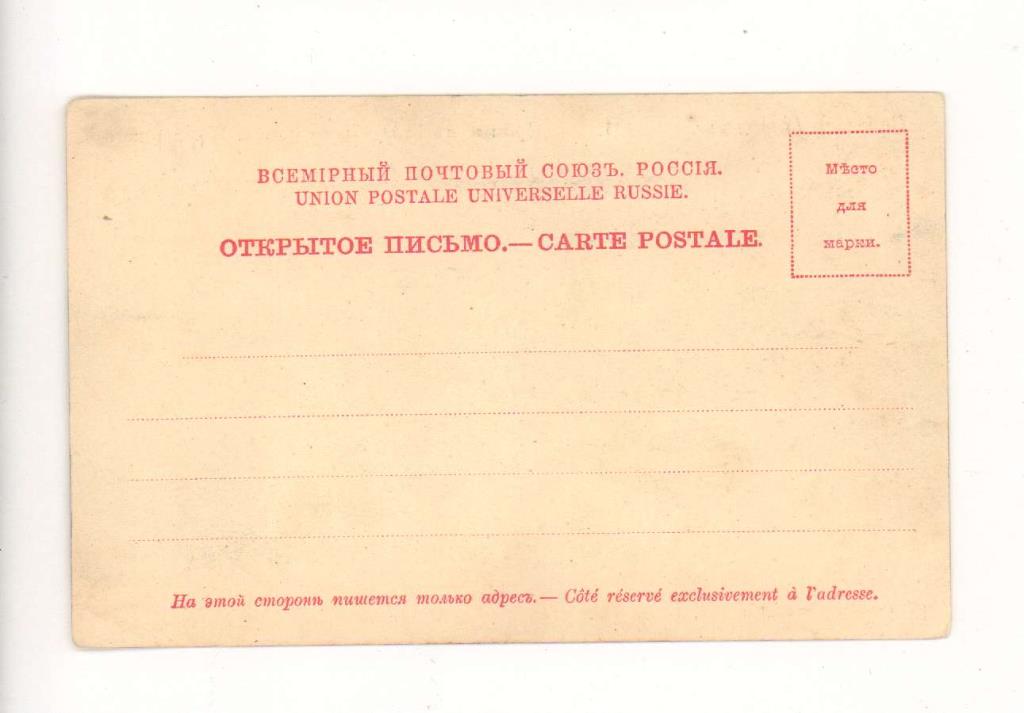 ВСЕМІРНЫЙ ПОЧТОВЫЙ СОЮЗЪ. РОССІЯ.
UNION POSTALE UNIVERSELLE RUSSIE.
ОТКРЫТОЕ ПИСЬМО.—CARTE POSTALE.
Мѣсто
для
марки.
На этой сторонѣ пишется только адресъ.— Côté réservé exclusivement à l'adresse.